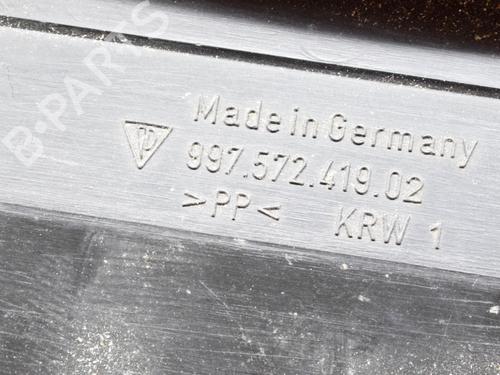 B-PARTS
Made in Germany
997.572.419.02
>PP<
KRW 1